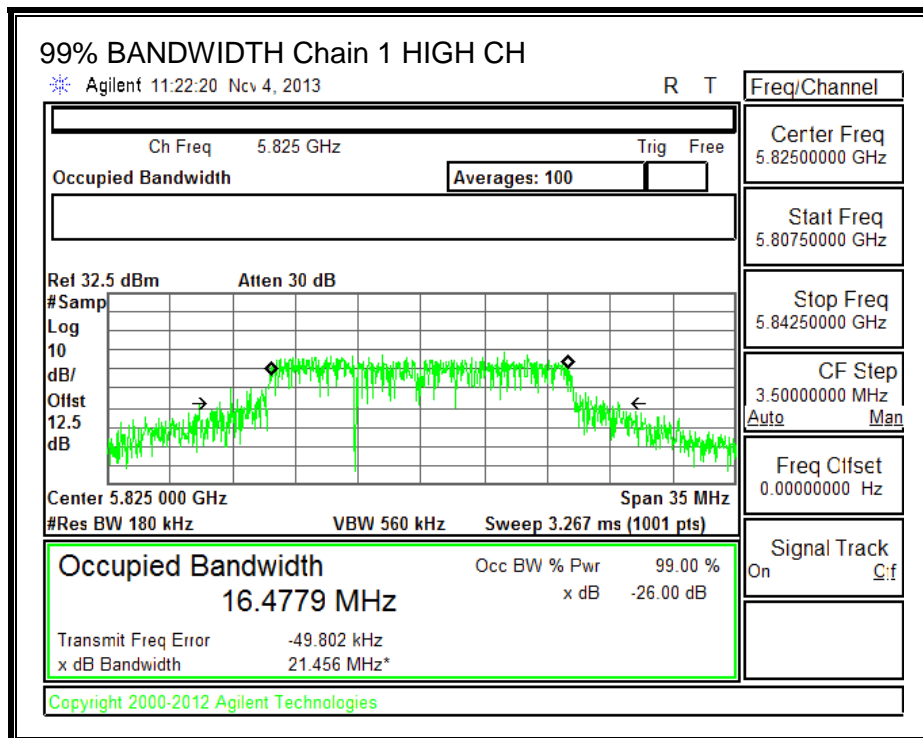 99% BANDWIDTH Chain 1 HIGH CH
Agilent 11:22:20 Nov 4, 2013 R T
Freq/Channel
Ch Freq 5.825 GHz Trig Free
Occupied Bandwidth Averages: 100
Center Freq
5.82500000 GHz
Start Freq
5.80750000 GHz
Stop Freq
5.84250000 GHz
CF Step
3.50000000 MHz
Auto Man
Freq Offset
0.00000000 Hz
Signal Track
On Off
Ref 32.5 dBm Atten 30 dB
#Samp
Log
10
dB/
Offst
12.5
dB
Center 5.825 000 GHz Span 35 MHz
#Res BW 180 kHz VBW 560 kHz Sweep 3.267 ms (1001 pts)
Occupied Bandwidth Occ BW % Pwr 99.00 %
16.4779 MHz x dB -26.00 dB
Transmit Freq Error -49.802 kHz
x dB Bandwidth 21.456 MHz*
Copyright 2000-2012 Agilent Technologies